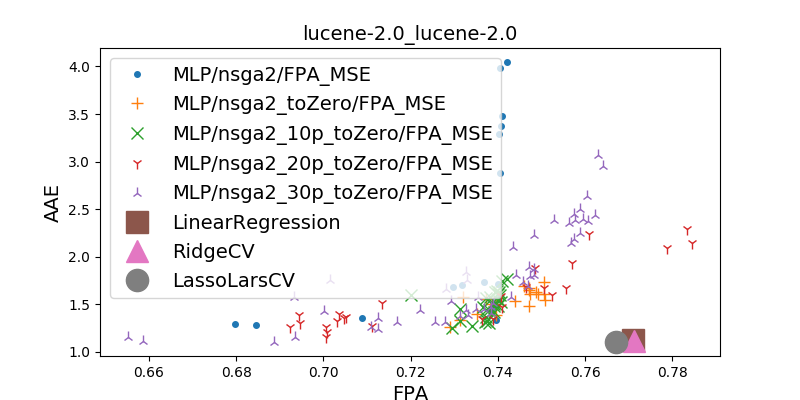 lucene-2.0_lucene-2.0
AAE
4.0
3.5
3.0
2.5
2.0
1.5
1.0
MLP/nsga2/FPA_MSE
MLP/nsga2_toZero/FPA_MSE
MLP/nsga2_10p_toZero/FPA_MSE
MLP/nsga2_20p_toZero/FPA_MSE
MLP/nsga2_30p_toZero/FPA_MSE
LinearRegression
RidgeCV
LassoLarsCV
0.66 0.68 0.70 0.72 0.74 0.76 0.78
FPA